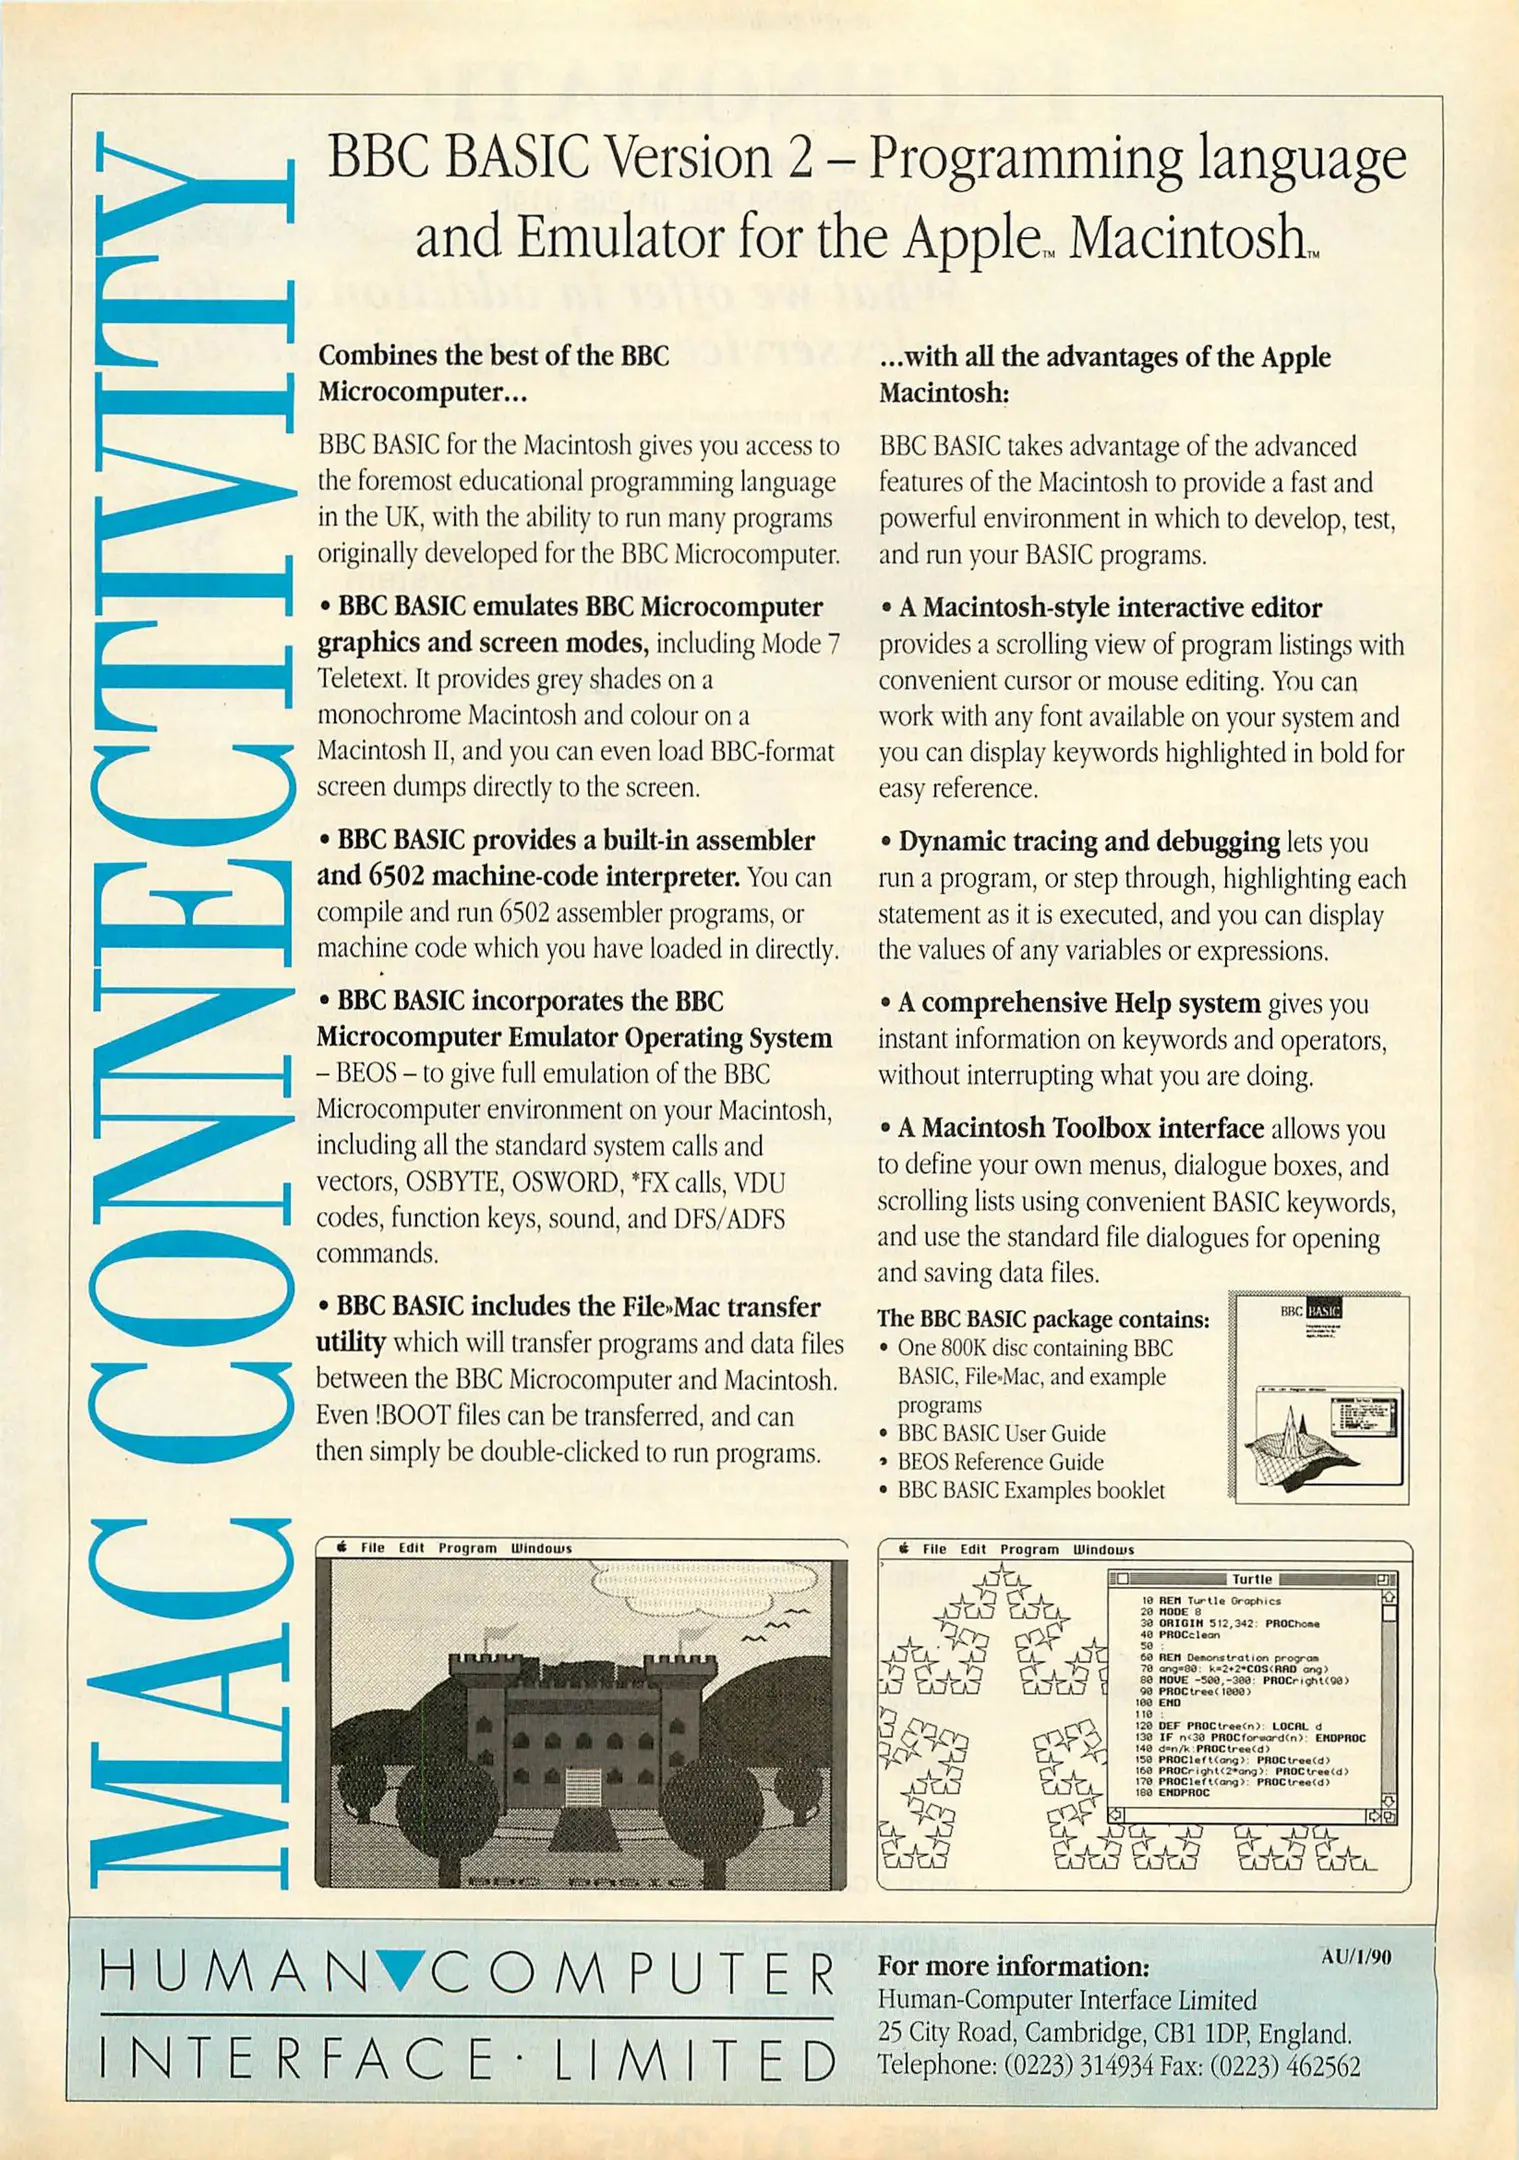 MAC CONNECTIVITY
BBC BASIC Version 2 – Programming language
and Emulator for the Apple™ Macintosh™
Combines the best of the BBC
Microcomputer...
BBC BASIC for the Macintosh gives you access to
the foremost educational programming language
in the UK, with the ability to run many programs
originally developed for the BBC Microcomputer.
• BBC BASIC emulates BBC Microcomputer
graphics and screen modes, including Mode 7
Teletext. It provides grey shades on a
monochrome Macintosh and colour on a
Macintosh II, and you can even load BBC-format
screen dumps directly to the screen.
• BBC BASIC provides a built-in assembler
and 6502 machine-code interpreter. You can
compile and run 6502 assembler programs, or
machine code which you have loaded in directly.
• BBC BASIC incorporates the BBC
Microcomputer Emulator Operating System
– BEOS – to give full emulation of the BBC
Microcomputer environment on your Macintosh,
including all the standard system calls and
vectors, OSBYTE, OSWORD, *FX calls, VDU
codes, function keys, sound, and DFS/ADFS
commands.
• BBC BASIC includes the File»Mac transfer
utility which will transfer programs and data files
between the BBC Microcomputer and Macintosh.
Even !BOOT files can be transferred, and can
then simply be double-clicked to run programs.
...with all the advantages of the Apple
Macintosh:
BBC BASIC takes advantage of the advanced
features of the Macintosh to provide a fast and
powerful environment in which to develop, test,
and run your BASIC programs.
• A Macintosh-style interactive editor
provides a scrolling view of program listings with
convenient cursor or mouse editing. You can
work with any font available on your system and
you can display keywords highlighted in bold for
easy reference.
• Dynamic tracing and debugging lets you
run a program, or step through, highlighting each
statement as it is executed, and you can display
the values of any variables or expressions.
• A comprehensive Help system gives you
instant information on keywords and operators,
without interrupting what you are doing.
• A Macintosh Toolbox interface allows you
to define your own menus, dialogue boxes, and
scrolling lists using convenient BASIC keywords,
and use the standard file dialogues for opening
and saving data files.
The BBC BASIC package contains:
• One 800K disc containing BBC
BASIC, File»Mac, and example
programs
• BBC BASIC User Guide
• BEOS Reference Guide
• BBC BASIC Examples booklet
BBC BASIC
File Edit Program Windows
BBC BASIC
File Edit Program Windows
Turtle
10 REM Turtle Graphics
20 MODE 8
30 ORIGIN 512,342: PROChome
40 PROCclean
50 :
60 REM Demonstration program
70 ang=80: k=2+2*COS(RAD ang)
80 MOVE -500,-300: PROCright(90)
90 PROCtree(1000)
100 END
110 :
120 DEF PROCtree(n): LOCAL d
130 IF n<30 PROCforward(n): ENDPROC
140 d=n/k:PROCtree(d)
150 PROCleft(ang): PROCtree(d)
160 PROCright(2*ang): PROCtree(d)
170 PROCleft(ang): PROCtree(d)
180 ENDPROC
HUMAN COMPUTER
INTERFACE · LIMITED
For more information:
AU/1/90
Human-Computer Interface Limited
25 City Road, Cambridge, CB1 1DP, England.
Telephone: (0223) 314934 Fax: (0223) 462562